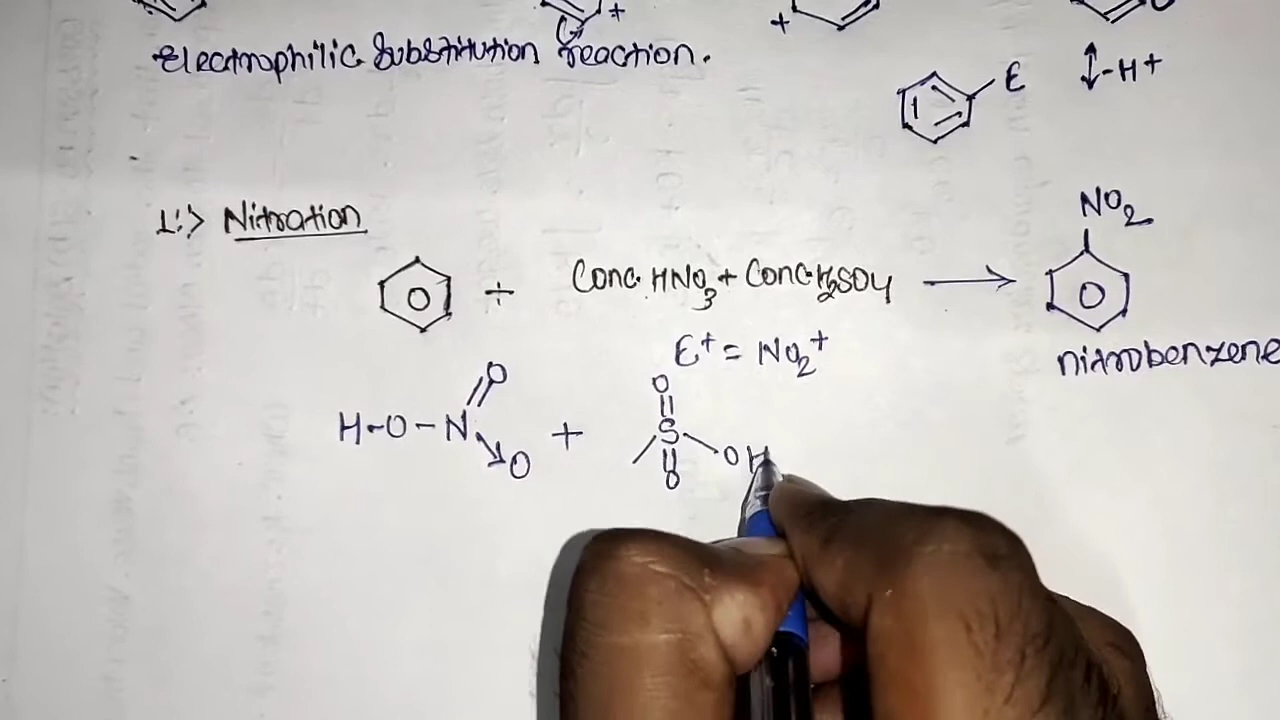 Electrophilic Substitution reaction.
+
+
↕-H+
E
1:> Nitration
NO2
+ Conc. HNO3 + Conc. H2SO4 →
E+ = NO2+
nitrobenzene
H-O-N O O + O S O OH